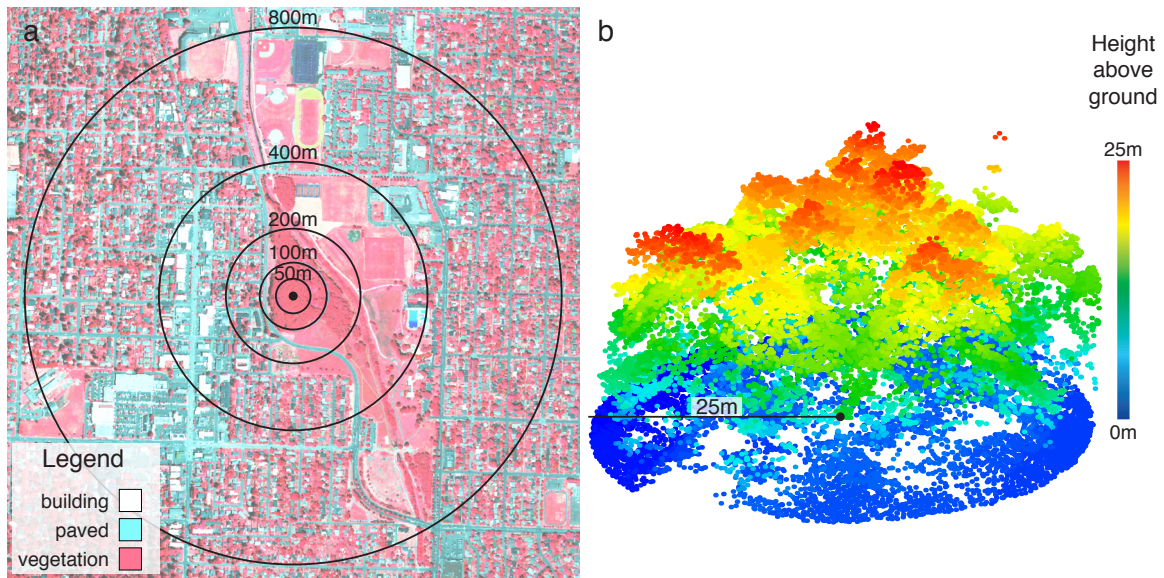 a
800m
400m
200m
100m
50m
Legend
building
paved
vegetation
b
Height
above
ground
25m
0m
25m